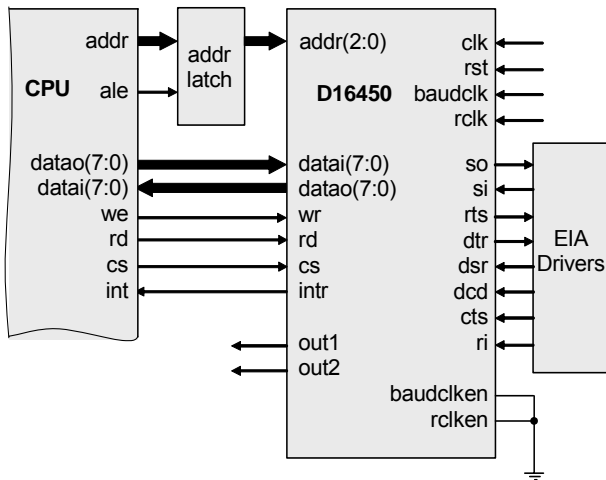 addr
CPU
ale
datao(7:0)
datai(7:0)
we
rd
cs
int
addr
latch
addr(2:0)
D16450
datai(7:0)
datao(7:0)
wr
rd
cs
intr
out1
out2
clk
rst
baudclk
rclk
so
si
rts
dtr
dsr
dcd
cts
ri
baudclken
rclken
EIA
Drivers